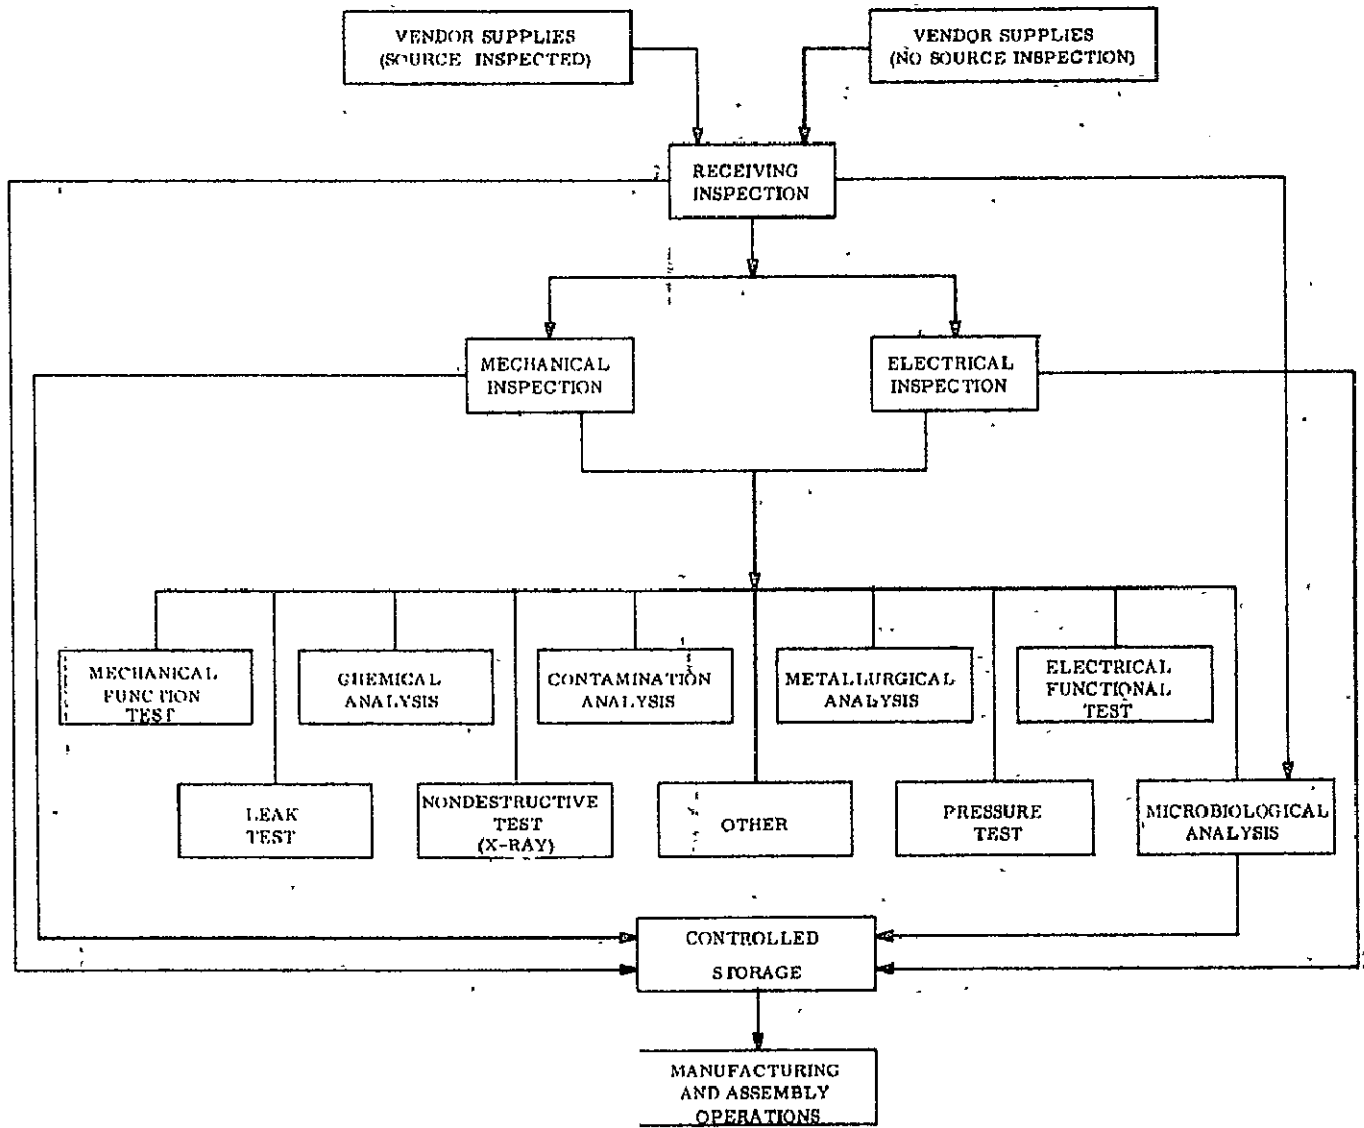 VENDOR SUPPLIES
(SOURCE INSPECTED)
VENDOR SUPPLIES
(NO SOURCE INSPECTION)
RECEIVING
INSPECTION
MECHANICAL
INSPECTION
ELECTRICAL
INSPECTION
MECHANICAL
FUNCTION
TEST
CHEMICAL
ANALYSIS
CONTAMINATION
ANALYSIS
METALLURGICAL
ANALYSIS
ELECTRICAL
FUNCTIONAL
TEST
LEAK
TEST
NONDESTRUCTIVE
TEST
(X-RAY)
OTHER
PRESSURE
TEST
MICROBIOLOGICAL
ANALYSIS
CONTROLLED
STORAGE
MANUFACTURING
AND ASSEMBLY
OPERATIONS